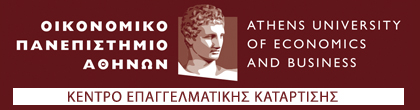 ΟΙΚΟΝΟΜΙΚΟ
ΠΑΝΕΠΙΣΤΗΜΙΟ
ΑΘΗΝΩΝ
ATHENS UNIVERSITY
OF ECONOMICS
AND BUSINESS
ΚΕΝΤΡΟ ΕΠΑΓΓΕΛΜΑΤΙΚΗΣ ΚΑΤΑΡΤΙΣΗΣ